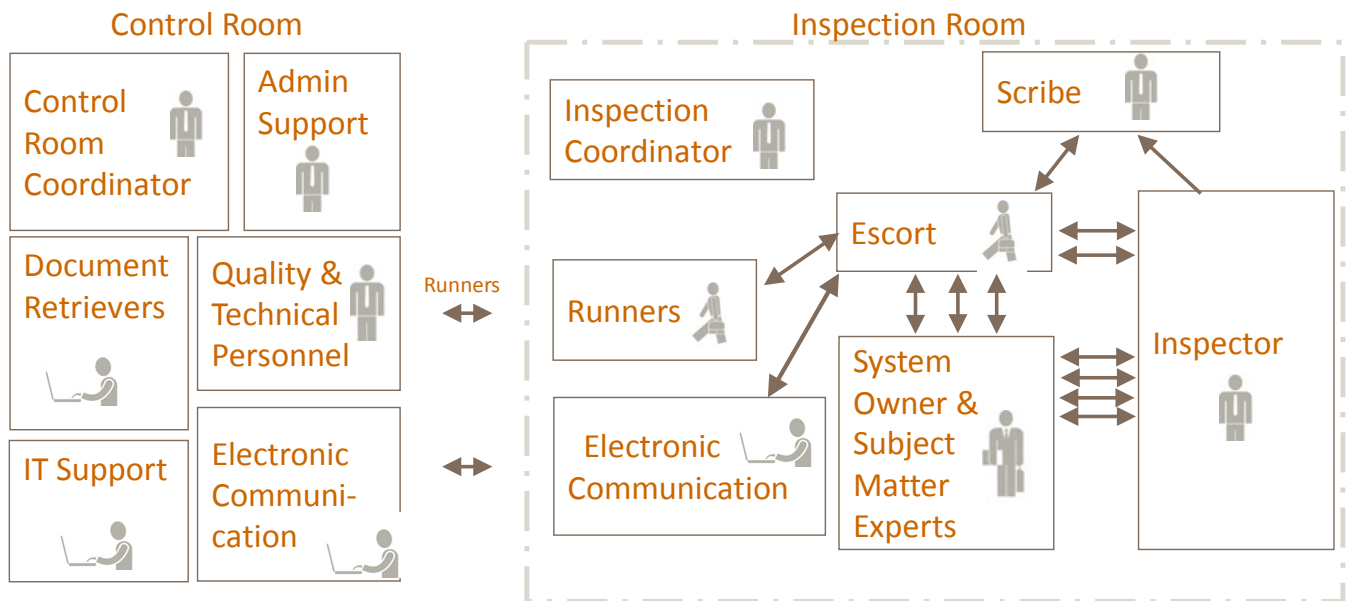 Control Room
Control
Room
Coordinator
Admin
Support
Document
Retrievers
Quality &
Technical
Personnel
IT Support
Electronic
Communi-
cation
Runners
Inspection Room
Inspection
Coordinator
Scribe
Escort
Runners
Electronic
Communication
System
Owner &
Subject
Matter
Experts
Inspector